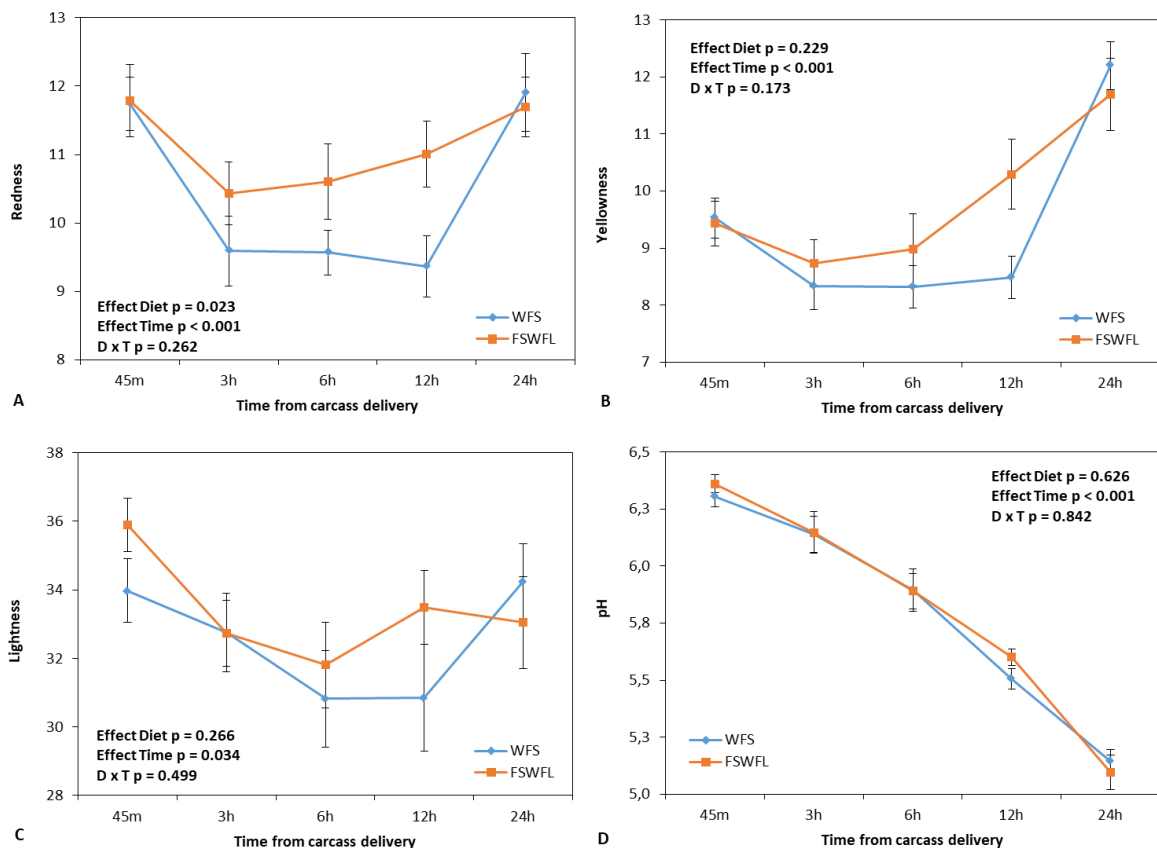 13
12
11
10
9
8
Redness
Effect Diet p = 0.023
Effect Time p < 0.001
D x T p = 0.262
WFS
FSWFL
45m 3h 6h 12h 24h
Time from carcass delivery
A
13
12
11
10
9
8
7
Yellowness
Effect Diet p = 0.229
Effect Time p < 0.001
D x T p = 0.173
WFS
FSWFL
45m 3h 6h 12h 24h
Time from carcass delivery
B
38
36
34
32
30
28
Lightness
Effect Diet p = 0.266
Effect Time p = 0.034
D x T p = 0.499
WFS
FSWFL
45m 3h 6h 12h 24h
Time from carcass delivery
C
6,5
6,3
6,0
5,8
5,5
5,3
5,0
pH
Effect Diet p = 0.626
Effect Time p < 0.001
D x T p = 0.842
WFS
FSWFL
45m 3h 6h 12h 24h
Time from carcass delivery
D